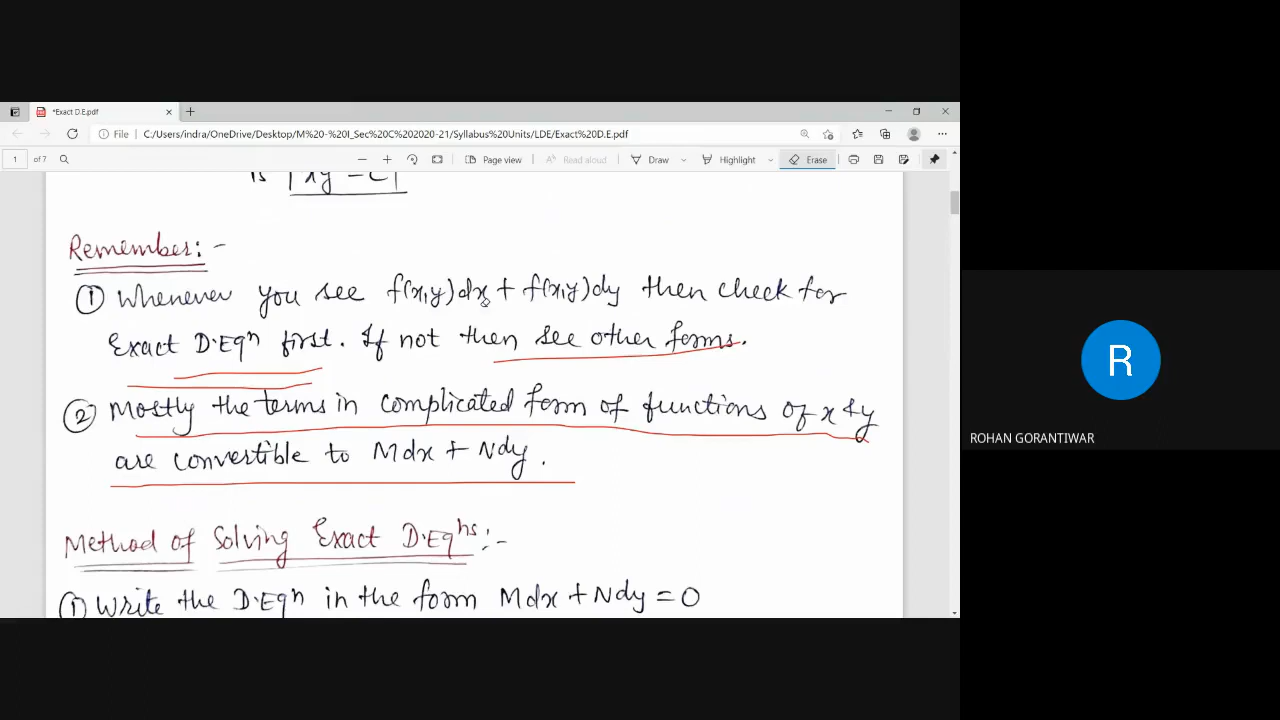 *Exact D.E.pdf
File C:/Users/indra/OneDrive/Desktop/M%20-%20I_Sec%20C%202020-21/Syllabus%20Units/LDE/Exact%20D.E.pdf
1 of 7 Page view Read aloud Draw Highlight Erase
is xy = c
Remember:-
① Whenever you see f(x,y)dx + f(x,y)dy then check for
Exact D.Eqn first. If not then see other forms.
② Mostly the terms in complicated form of functions of x & y
are convertible to Mdx + Ndy.
Method of Solving Exact D.Eqns:-
① Write the D.Eqn in the form Mdx + Ndy = 0
R
ROHAN GORANTIWAR